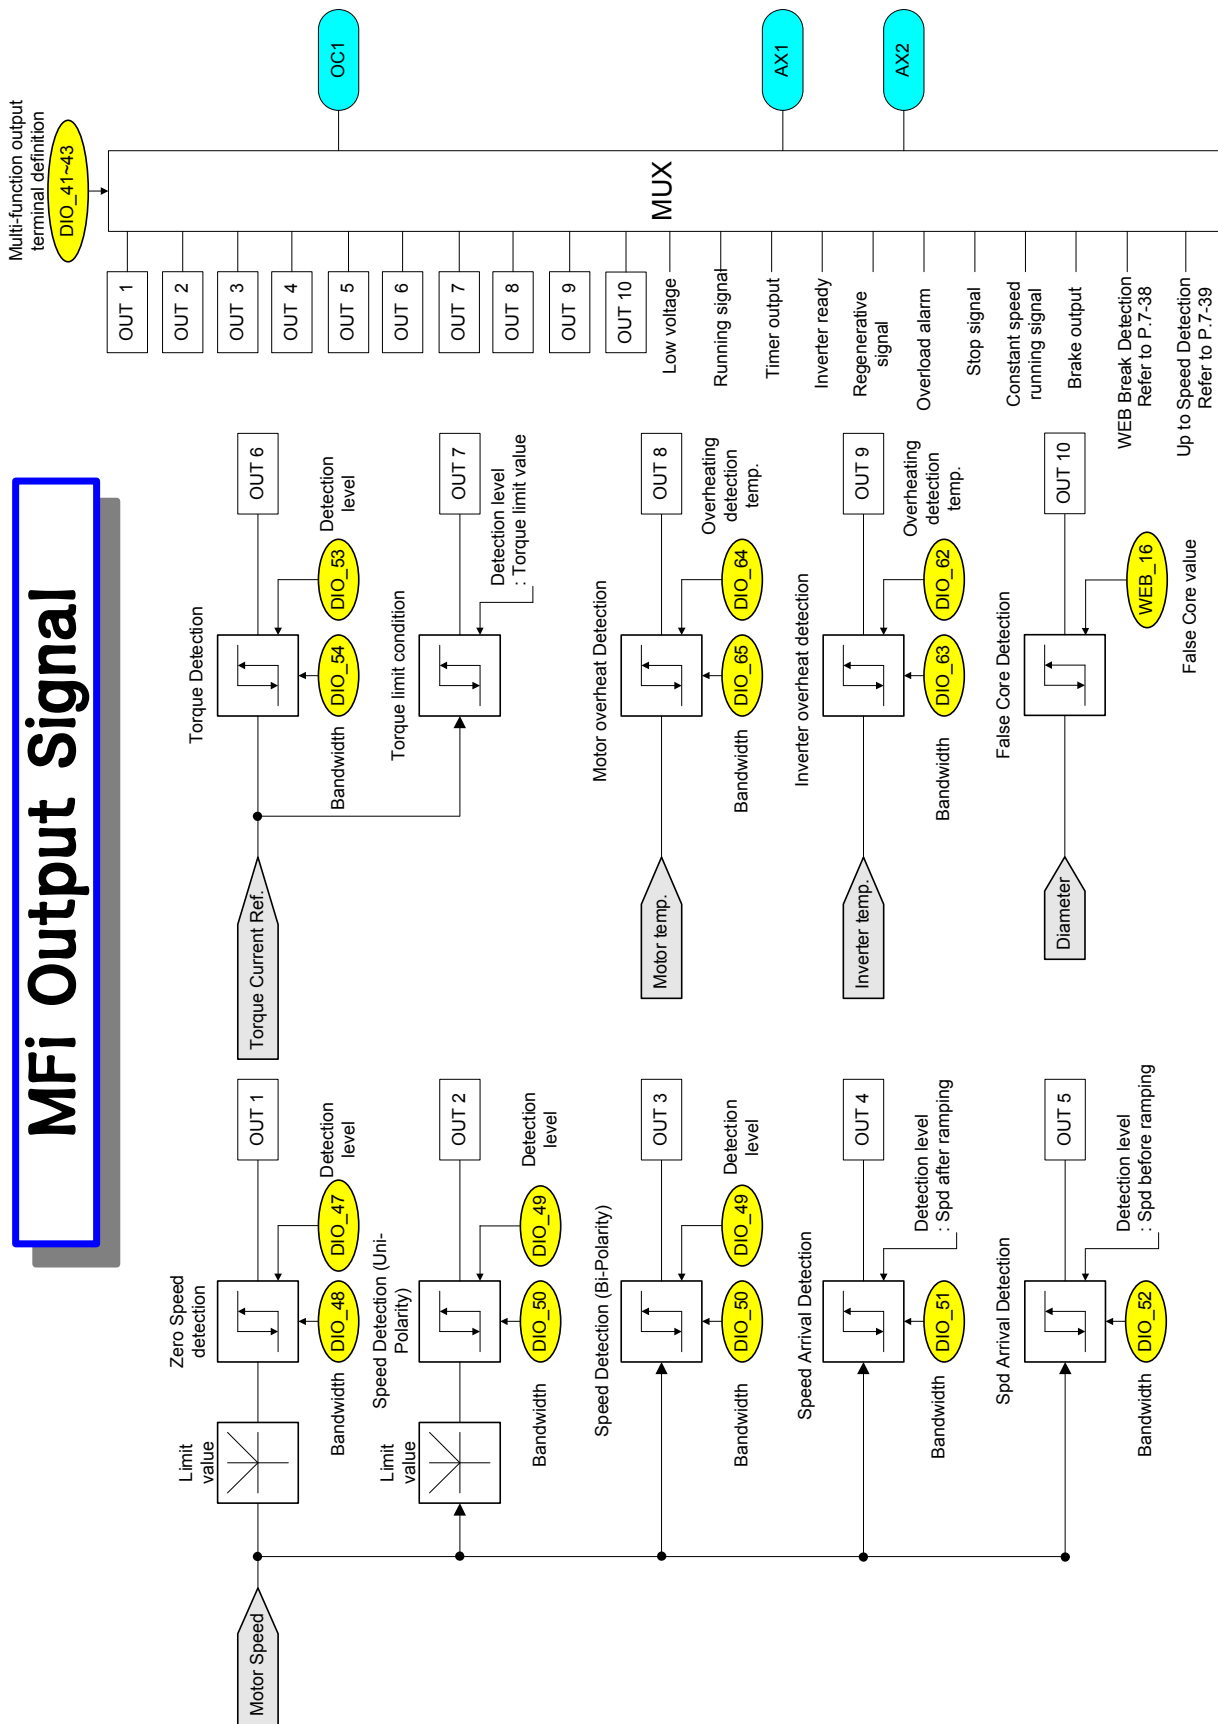 MFi Output Signal
Motor Speed
Limit
value
Zero Speed
detection
Bandwidth
DIO_48
DIO_47
Detection
level
OUT 1
Limit
value
Speed Detection (Uni-
Polarity)
Bandwidth
DIO_50
DIO_49
Detection
level
OUT 2
Speed Detection (Bi-Polarity)
Bandwidth
DIO_50
DIO_49
Detection
level
OUT 3
Speed Arrival Detection
Bandwidth
DIO_51
Detection level
: Spd after ramping
OUT 4
Spd Arrival Detection
Bandwidth
DIO_52
Detection level
: Spd before ramping
OUT 5
Torque Current Ref.
Torque Detection
Bandwidth
DIO_54
DIO_53
Detection
level
OUT 6
Torque limit condition
Detection level
: Torque limit value
OUT 7
Motor temp.
Motor overheat Detection
Bandwidth
DIO_65
DIO_64
Overheating
detection
temp.
OUT 8
Inverter temp.
Inverter overheat detection
Bandwidth
DIO_63
DIO_62
Overheating
detection
temp.
OUT 9
Diameter
False Core Detection
WEB_16
False Core value
OUT 10
Multi-function output
terminal definition
DIO_41~43
OUT 1
OUT 2
OUT 3
OUT 4
OUT 5
OUT 6
OUT 7
OUT 8
OUT 9
OUT 10
Low voltage
Running signal
Timer output
Inverter ready
Regenerative
signal
Overload alarm
Stop signal
Constant speed
running signal
Brake output
WEB Break Detection
Refer to P.7-38
Up to Speed Detection
Refer to P.7-39
MUX
OC1
AX1
AX2